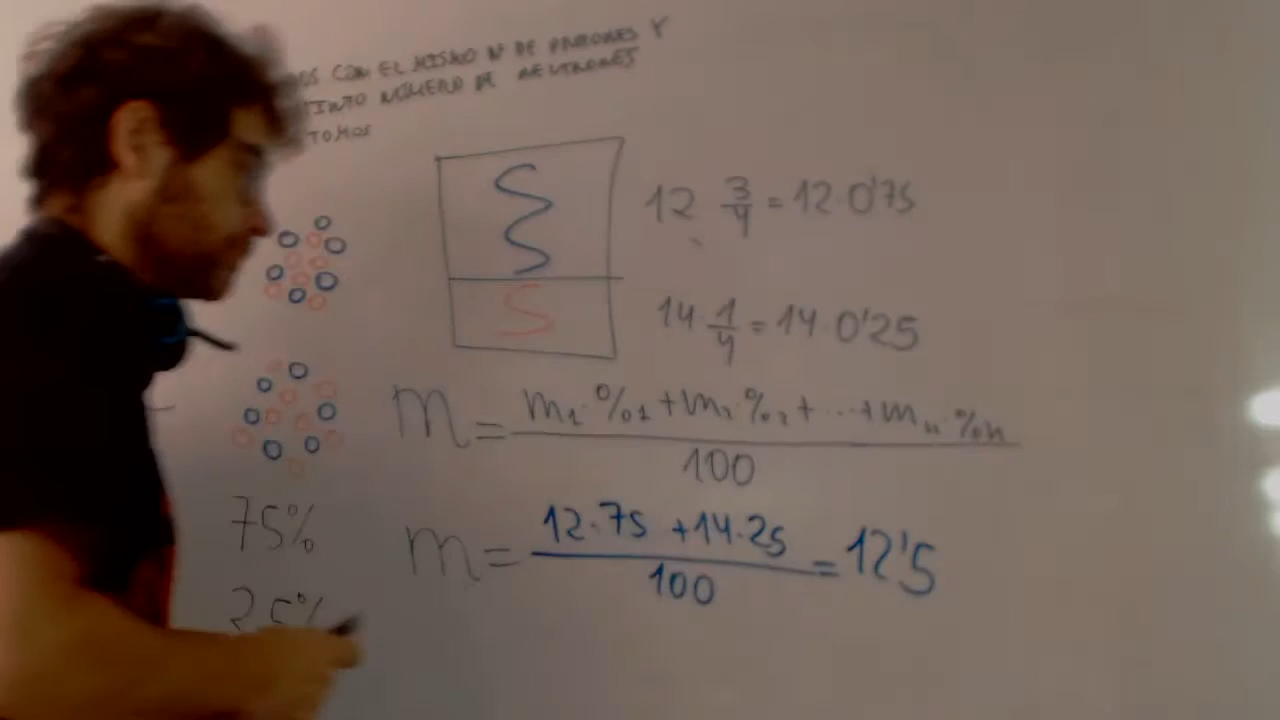 CON EL MISMO Nº DE PROTONES Y
NÚMERO DE NEUTRONES
12 3/4 = 12·0'75
14·1/4 = 14·0'25
m = m₁·%₁ + m₂·%₂ + ... + mₙ·%n / 100
75%
m = 12·75 + 14·25 / 100 = 12'5
25%